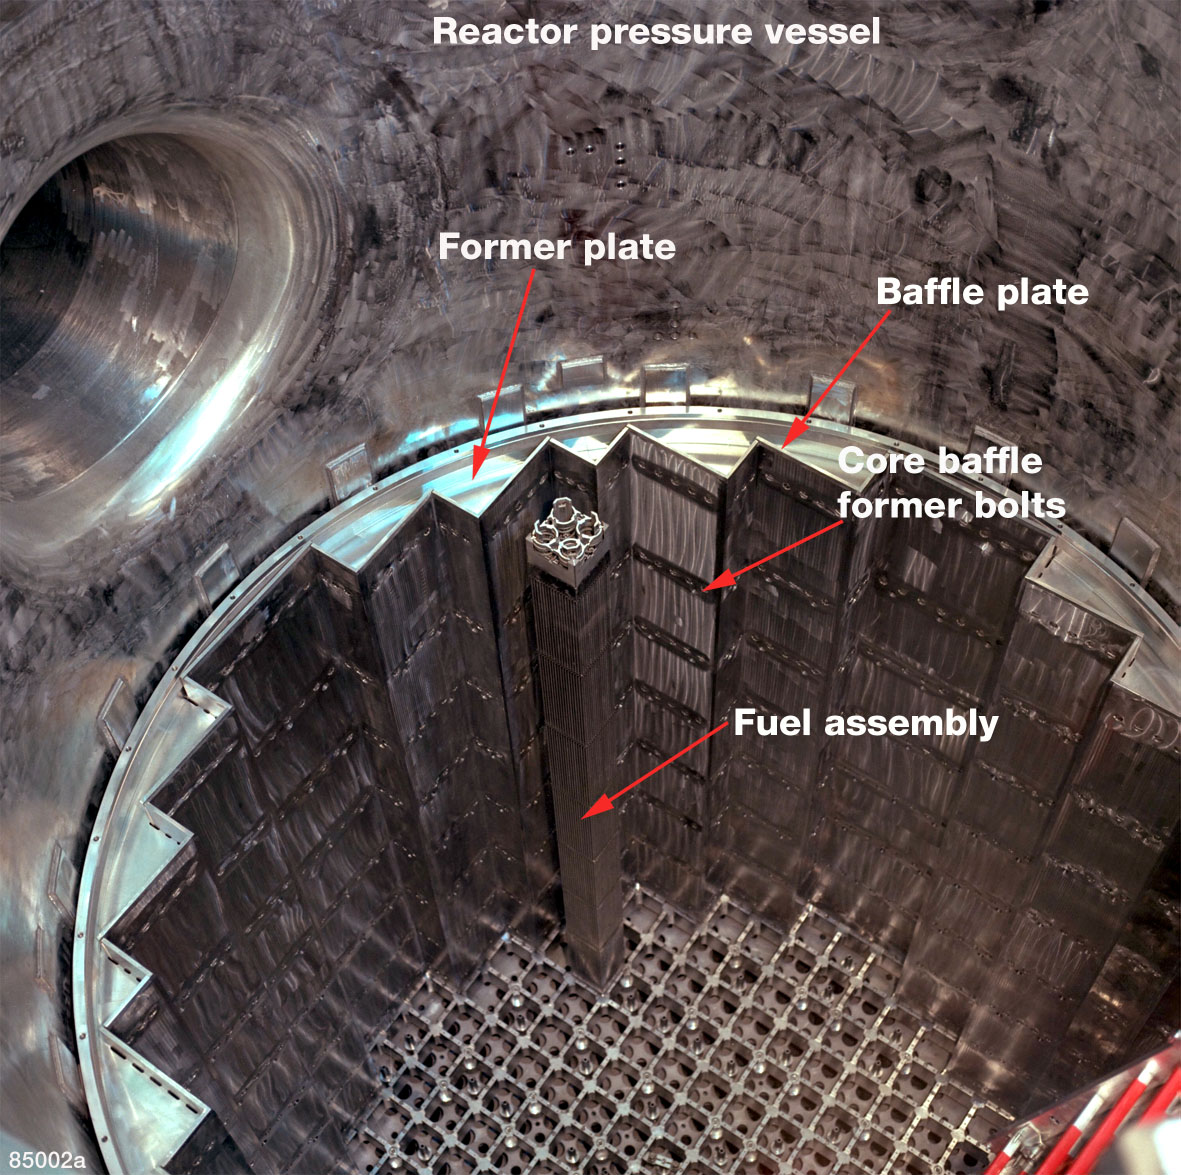 Reactor pressure vessel
Former plate
Baffle plate
Core baffle
former bolts
Fuel assembly
85002a